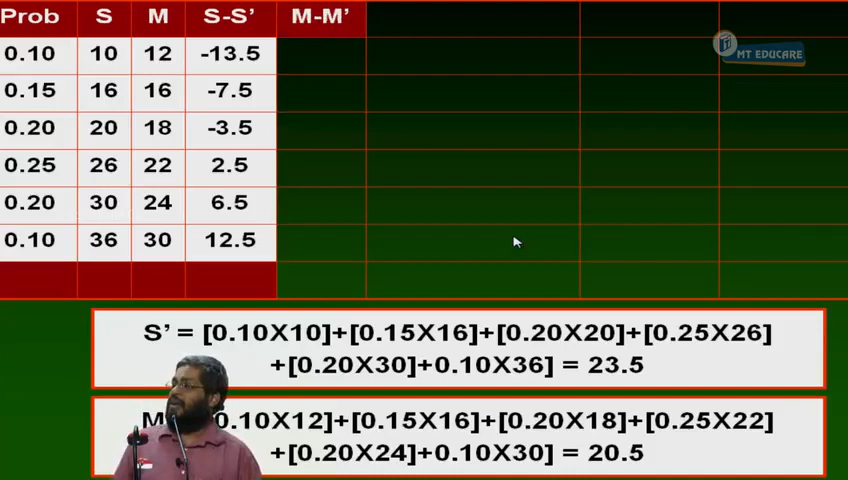 Prob S M S-S’ M-M’
0.10 10 12 -13.5
0.15 16 16 -7.5
0.20 20 18 -3.5
0.25 26 22 2.5
0.20 30 24 6.5
0.10 36 30 12.5
MT EDUCARE
S’ = [0.10X10]+[0.15X16]+[0.20X20]+[0.25X26]
+[0.20X30]+0.10X36] = 23.5
M 0.10X12]+[0.15X16]+[0.20X18]+[0.25X22]
+[0.20X24]+0.10X30] = 20.5